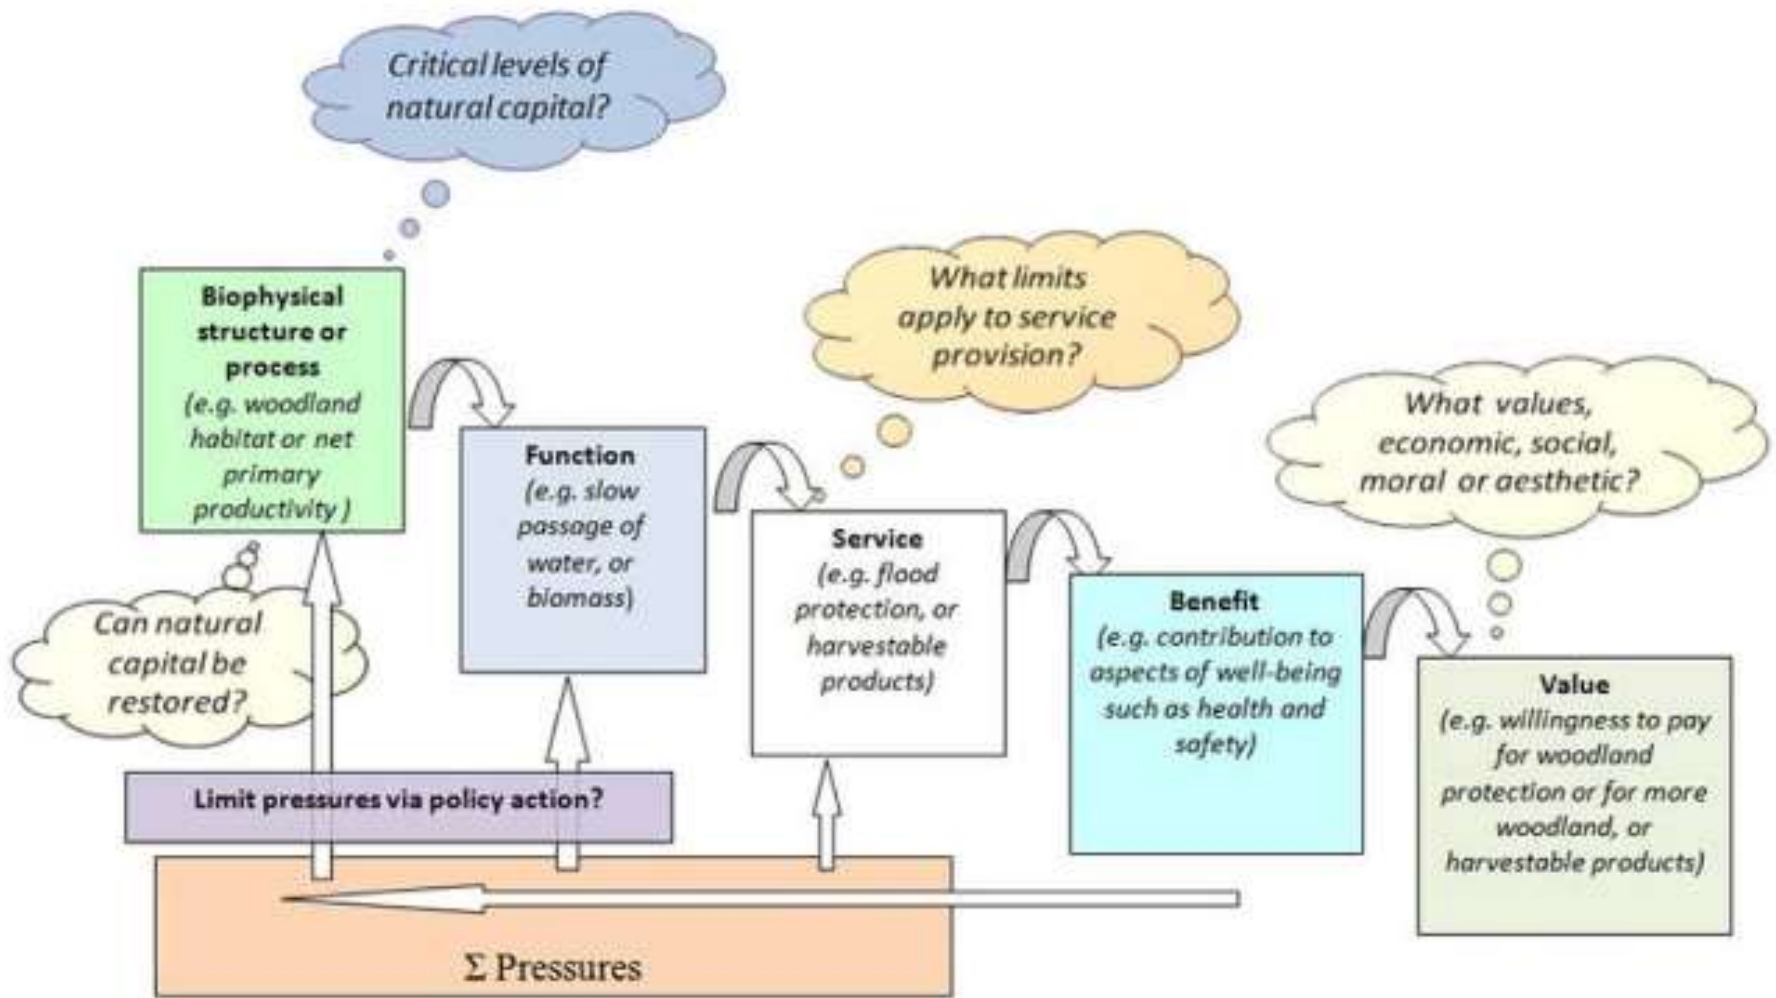 Critical levels of
natural capital?
Biophysical
structure or
process
(e.g. woodland
habitat or net
primary
productivity )
What limits
apply to service
provision?
Function
(e.g. slow
passage of
water, or
biomass)
What values,
economic, social,
moral or aesthetic?
Service
(e.g. flood
protection, or
harvestable
products)
Can natural
capital be
restored?
Benefit
(e.g. contribution to
aspects of well-being
such as health and
safety)
Value
(e.g. willingness to pay
for woodland
protection or for more
woodland, or
harvestable products)
Limit pressures via policy action?
Σ Pressures